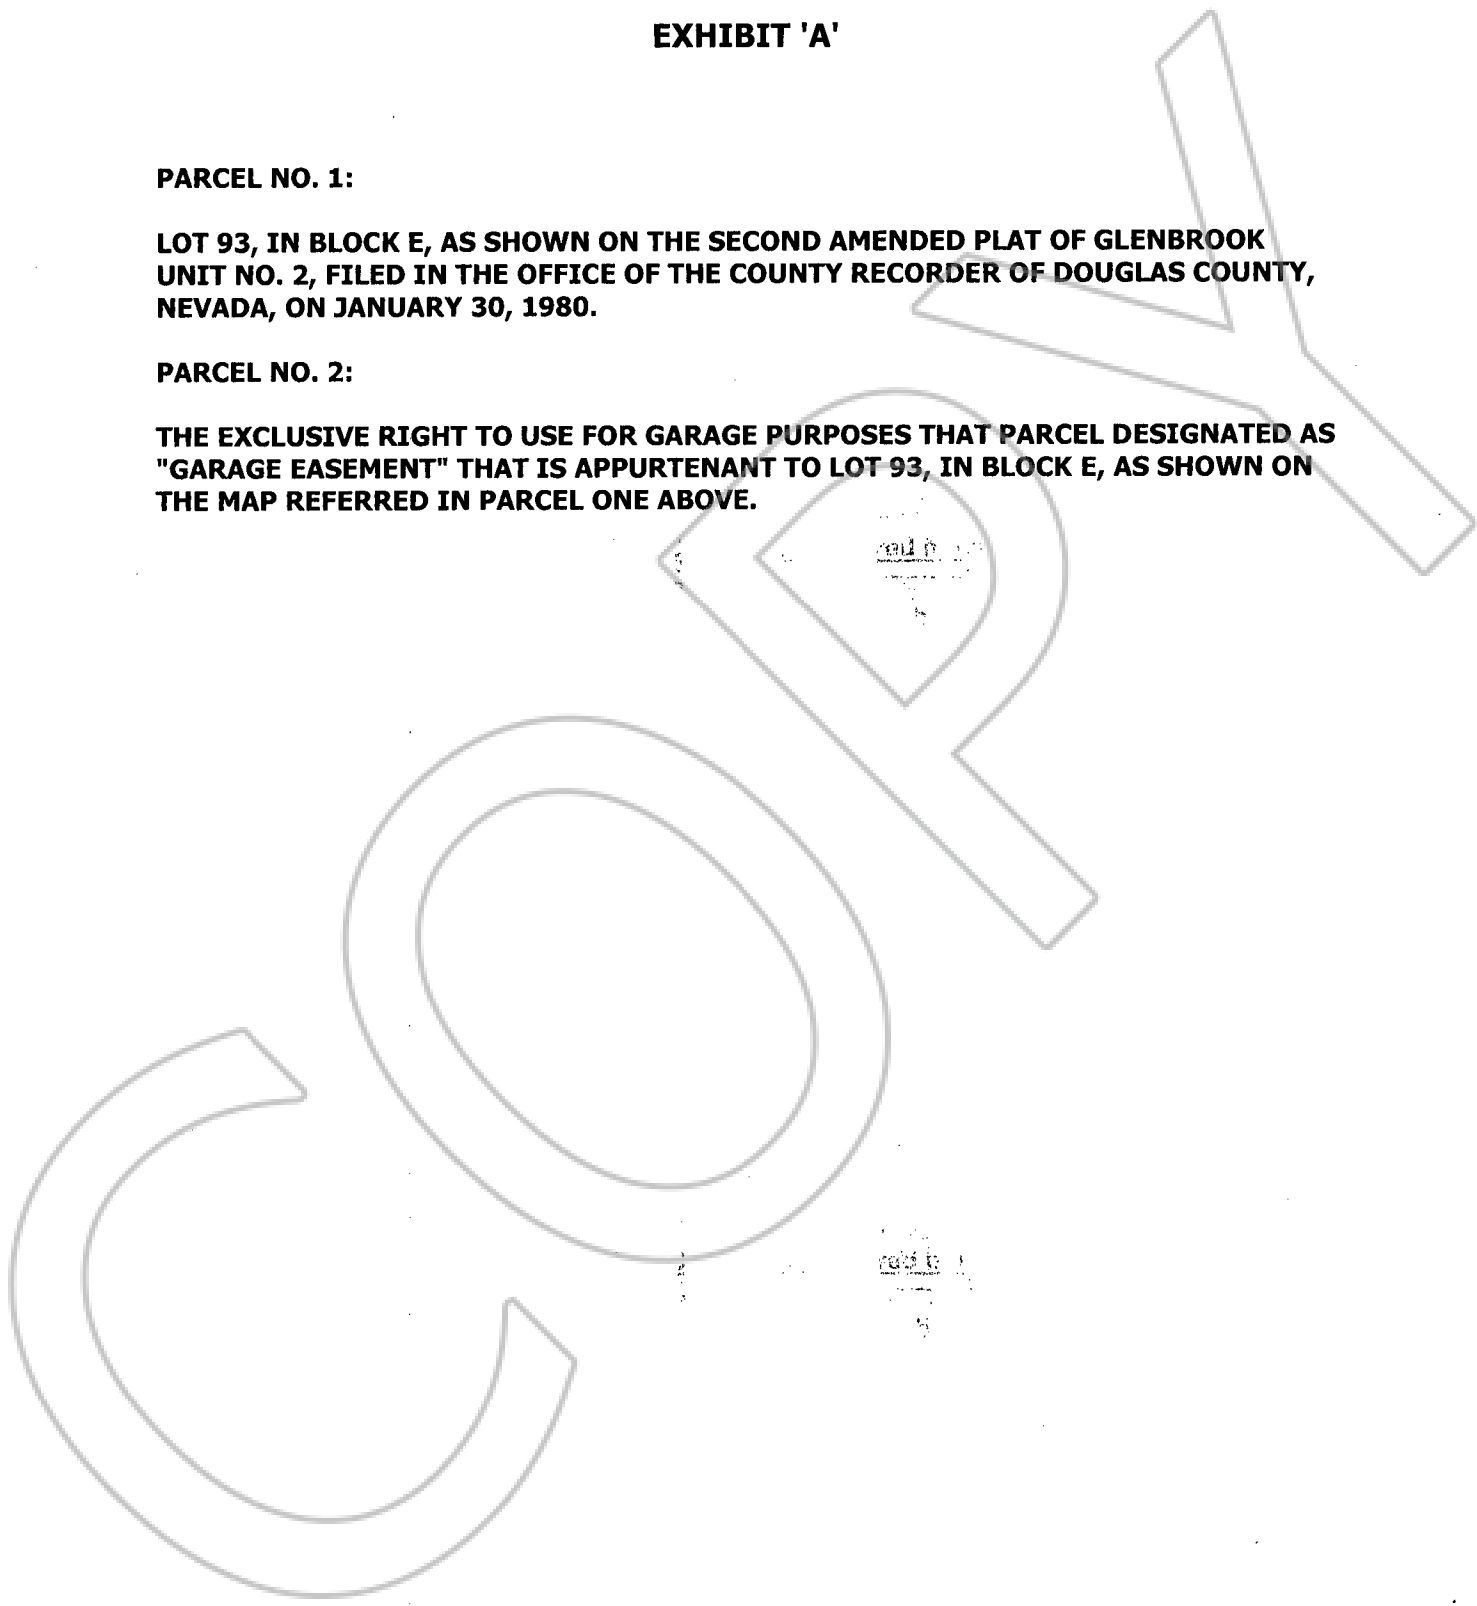 EXHIBIT 'A'
PARCEL NO. 1:
LOT 93, IN BLOCK E, AS SHOWN ON THE SECOND AMENDED PLAT OF GLENBROOK
UNIT NO. 2, FILED IN THE OFFICE OF THE COUNTY RECORDER OF DOUGLAS COUNTY,
NEVADA, ON JANUARY 30, 1980.
PARCEL NO. 2:
THE EXCLUSIVE RIGHT TO USE FOR GARAGE PURPOSES THAT PARCEL DESIGNATED AS
"GARAGE EASEMENT" THAT IS APPURTENANT TO LOT 93, IN BLOCK E, AS SHOWN ON
THE MAP REFERRED IN PARCEL ONE ABOVE.
COPY